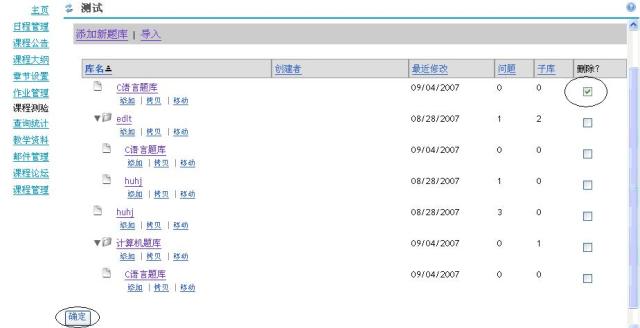 主页
日程管理
课程公告
课程大纲
章节设置
作业管理
课程测验
查询统计
教学资料
邮件管理
课程论坛
课程管理
测试
添加新题库 | 导入
库名 创建者 最近修改 问题 子库 删除?
C语言题库 09/04/2007 0 0
添加 | 拷贝 | 移动
edit 08/28/2007 1 2
添加 | 拷贝 | 移动
C语言题库 09/04/2007 0 0
添加 | 拷贝 | 移动
huhj 08/28/2007 1 0
添加 | 拷贝 | 移动
huhj 08/28/2007 3 0
添加 | 拷贝 | 移动
计算机题库 09/04/2007 0 1
添加 | 拷贝 | 移动
C语言题库 09/04/2007 0 0
添加 | 拷贝 | 移动
确定